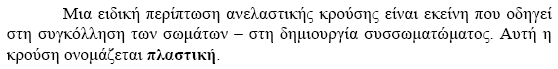 Μια ειδική περίπτωση ανελαστικής κρούσης είναι εκείνη που οδηγεί
στη συγκόλληση των σωμάτων – στη δημιουργία συσσωματώματος. Αυτή η
κρούση ονομάζεται πλαστική.